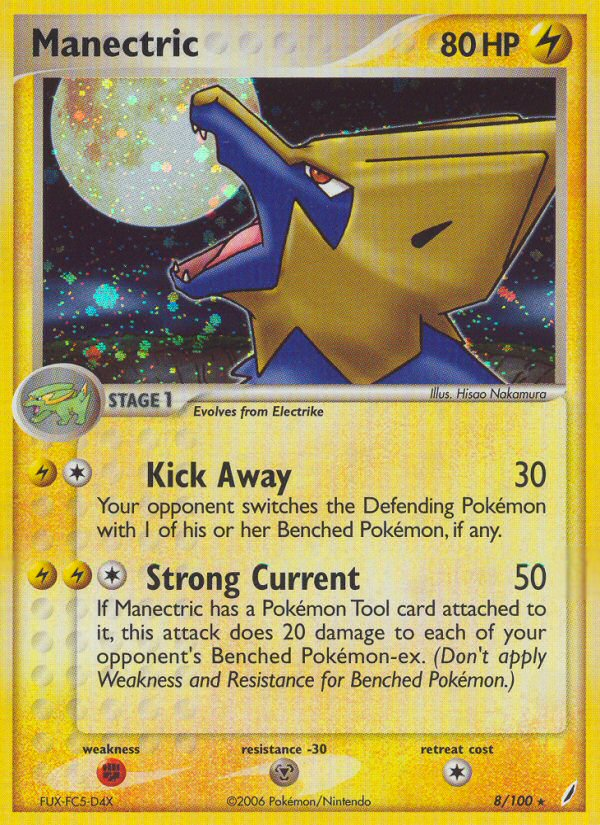 Manectric 80 HP
Illus. Hisao Nakamura
STAGE 1
Evolves from Electrike
Kick Away 30
Your opponent switches the Defending Pokémon
with 1 of his or her Benched Pokémon, if any.
Strong Current 50
If Manectric has a Pokémon Tool card attached to
it, this attack does 20 damage to each of your
opponent's Benched Pokémon-ex. (Don't apply
Weakness and Resistance for Benched Pokémon.)
weakness resistance -30 retreat cost
FUX-FC5-D4X ©2006 Pokémon/Nintendo 8/100 ★